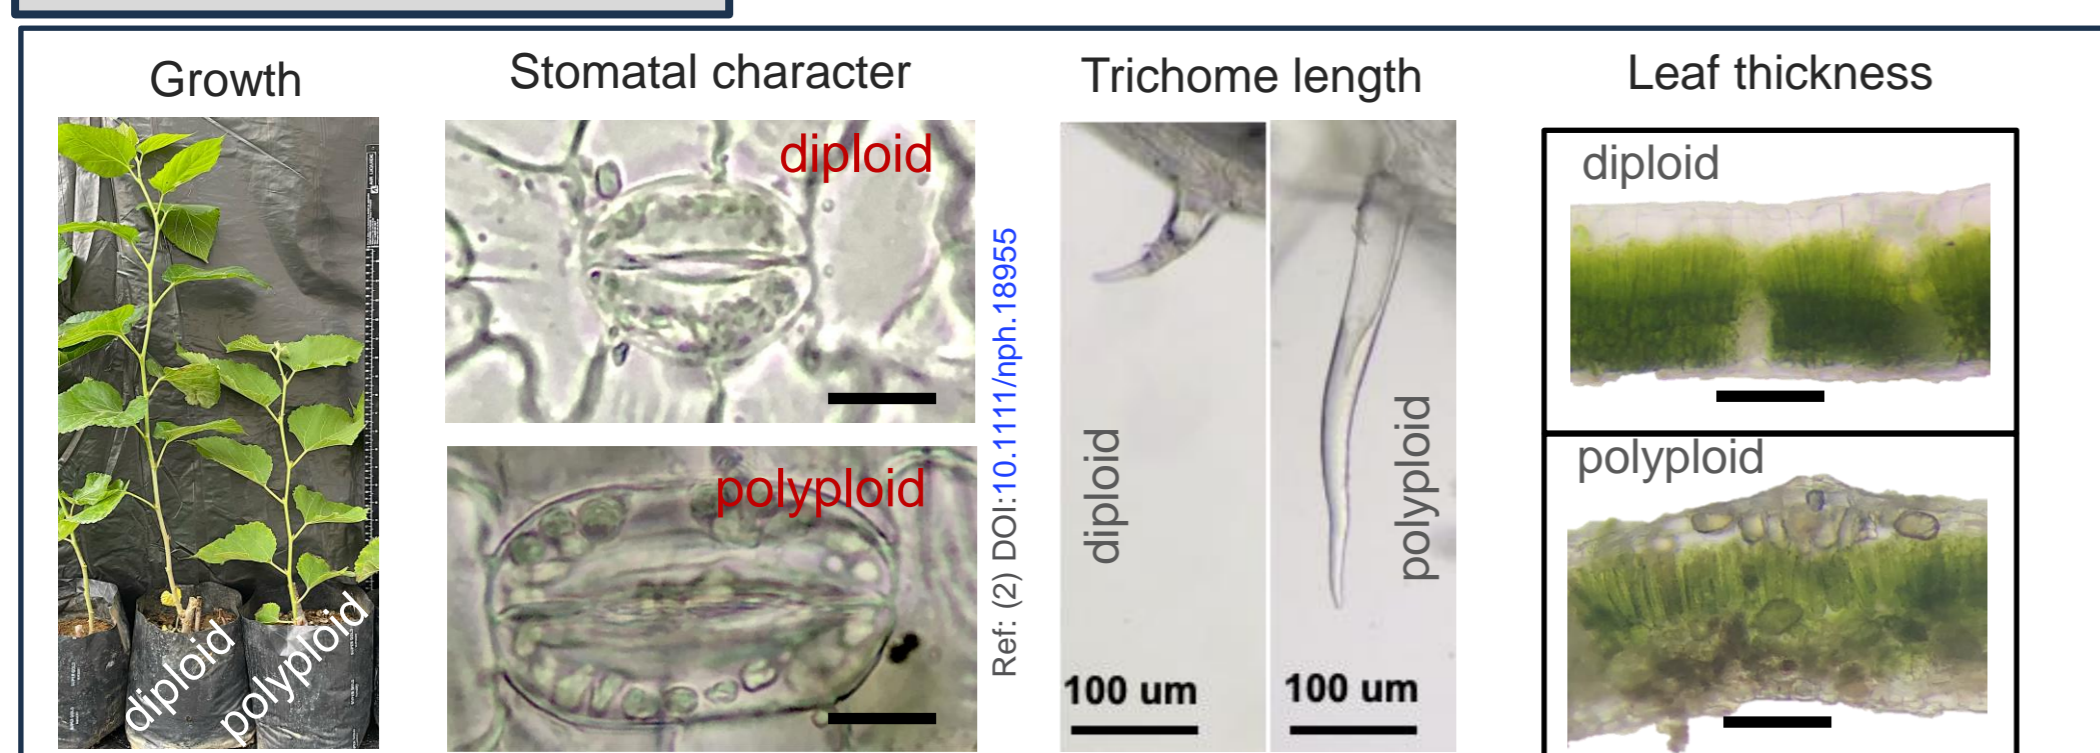 Growth
diploid
polyploid
Stomatal character
diploid
polyploid
Ref: (2) DOI:10.1111/nph.18955
Trichome length
diploid
100 um
polyploid
100 um
Leaf thickness
diploid
polyploid